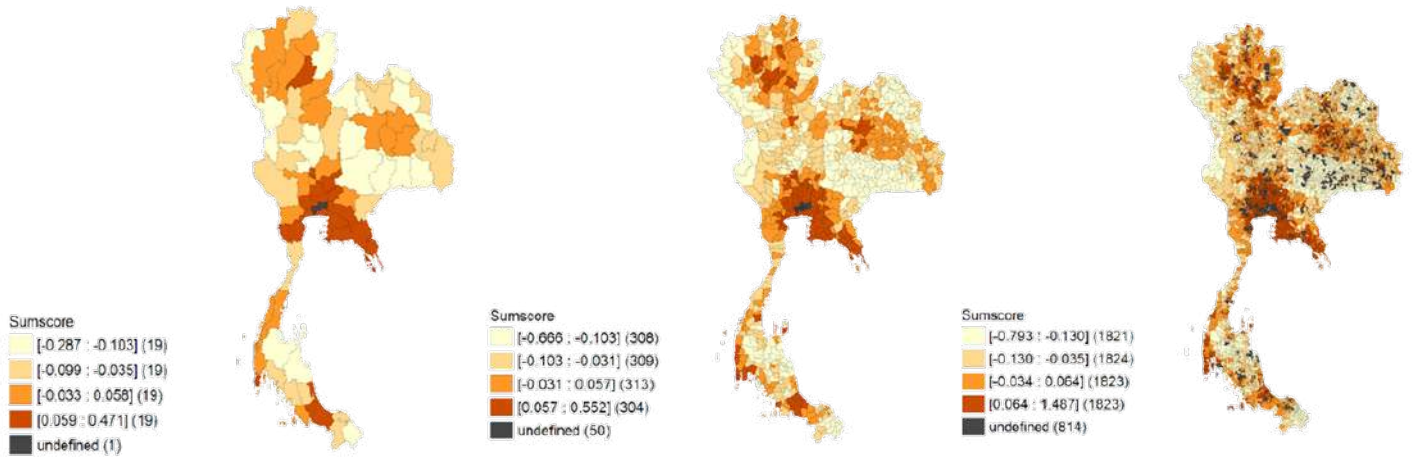 Sumscore
[-0.287 : -0.103] (19)
[-0.099 : -0.035] (19)
[-0.033 : 0.058] (19)
[0.059 : 0.471] (19)
undefined (1)
Sumscore
[-0.666 : -0.103] (308)
[-0.103 : -0.031] (309)
[-0.031 : 0.057] (313)
[0.057 : 0.552] (304)
undefined (50)
Sumscore
[-0.793 : -0.130] (1821)
[-0.130 : -0.035] (1824)
[-0.034 : 0.064] (1823)
[0.064 : 1.487] (1823)
undefined (814)